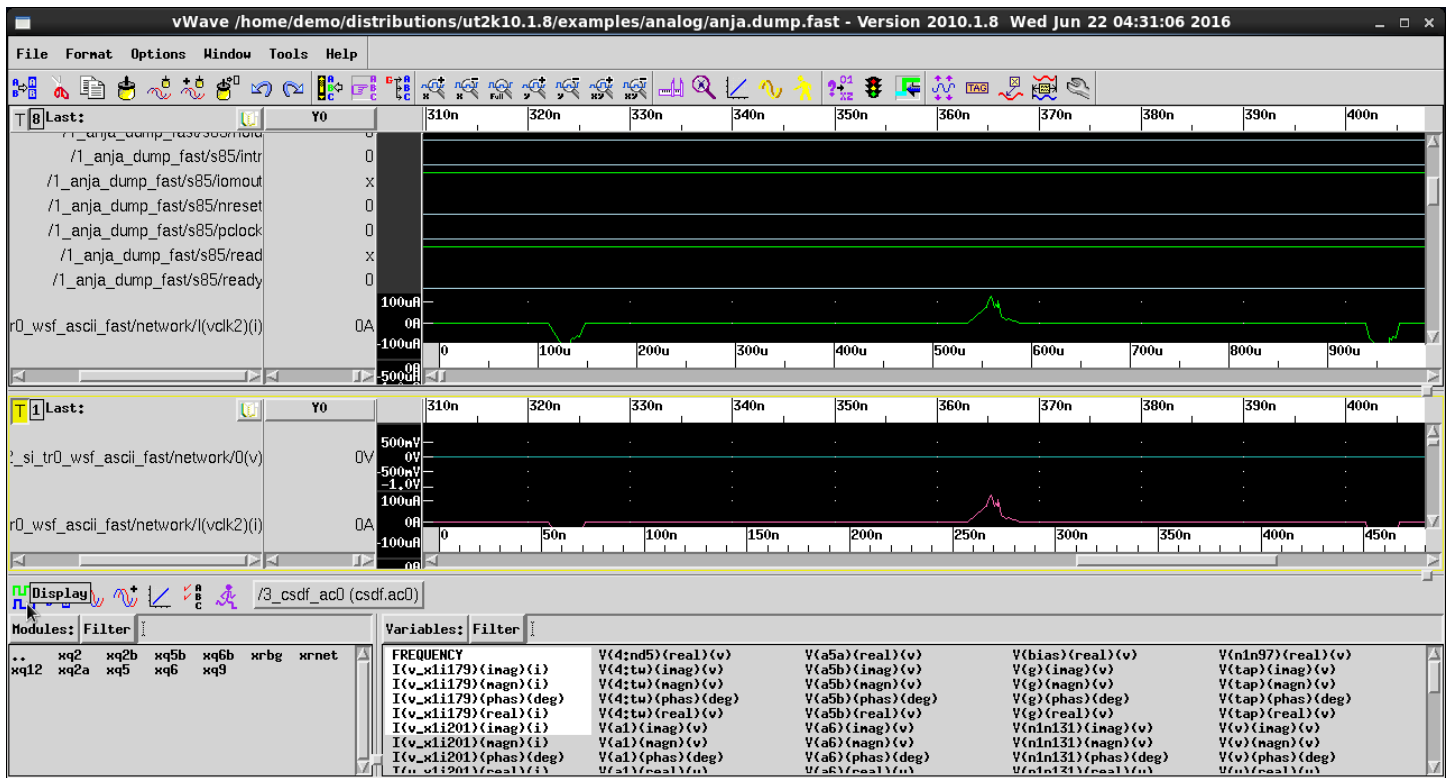 vWave /home/demo/distributions/ut2k10.1.8/examples/analog/anja.dump.fast - Version 2010.1.8 Wed Jun 22 04:31:06 2016
File Format Options Window Tools Help
T 8 Last: Y0 310n 320n 330n 340n 350n 360n 370n 380n 390n 400n
/1_anja_dump_fast/s85/intr 0
/1_anja_dump_fast/s85/iomout x
/1_anja_dump_fast/s85/nreset 0
/1_anja_dump_fast/s85/pclock 0
/1_anja_dump_fast/s85/read x
/1_anja_dump_fast/s85/ready 0
100uA
r0_wsf_ascii_fast/network/I(vclk2)(i) 0A 0A
-100uA 0 100u 200u 300u 400u 500u 600u 700u 800u 900u
-500uA
T 1 Last: Y0 310n 320n 330n 340n 350n 360n 370n 380n 390n 400n
500mV
2_si_tr0_wsf_ascii_fast/network/0(v) 0V 0V
-500mV
-1.0V
100uA
r0_wsf_ascii_fast/network/I(vclk2)(i) 0A 0A
-100uA 0 50n 100n 150n 200n 250n 300n 350n 400n 450n
Display /3_csdf_ac0 (csdf.ac0)
Modules: Filter Variables: Filter
.. xq2 xq2b xq5b xq6b xrbg xrnet
xq12 xq2a xq5 xq6 xq9
FREQUENCY V(4:nd5)(real)(v) V(a5a)(real)(v) V(bias)(real)(v) V(n1n97)(real)(v)
I(v_x1i179)(imag)(i) V(4:tw)(imag)(v) V(a5b)(imag)(v) V(g)(imag)(v) V(tap)(imag)(v)
I(v_x1i179)(magn)(i) V(4:tw)(magn)(v) V(a5b)(magn)(v) V(g)(magn)(v) V(tap)(magn)(v)
I(v_x1i179)(phas)(deg) V(4:tw)(phas)(deg) V(a5b)(phas)(deg) V(g)(phas)(deg) V(tap)(phas)(deg)
I(v_x1i179)(real)(i) V(4:tw)(real)(v) V(a5b)(real)(v) V(g)(real)(v) V(tap)(real)(v)
I(v_x1i201)(imag)(i) V(a1)(imag)(v) V(a6)(imag)(v) V(n1n131)(imag)(v) V(v)(imag)(v)
I(v_x1i201)(magn)(i) V(a1)(magn)(v) V(a6)(magn)(v) V(n1n131)(magn)(v) V(v)(magn)(v)
I(v_x1i201)(phas)(deg) V(a1)(phas)(deg) V(a6)(phas)(deg) V(n1n131)(phas)(deg) V(v)(phas)(deg)